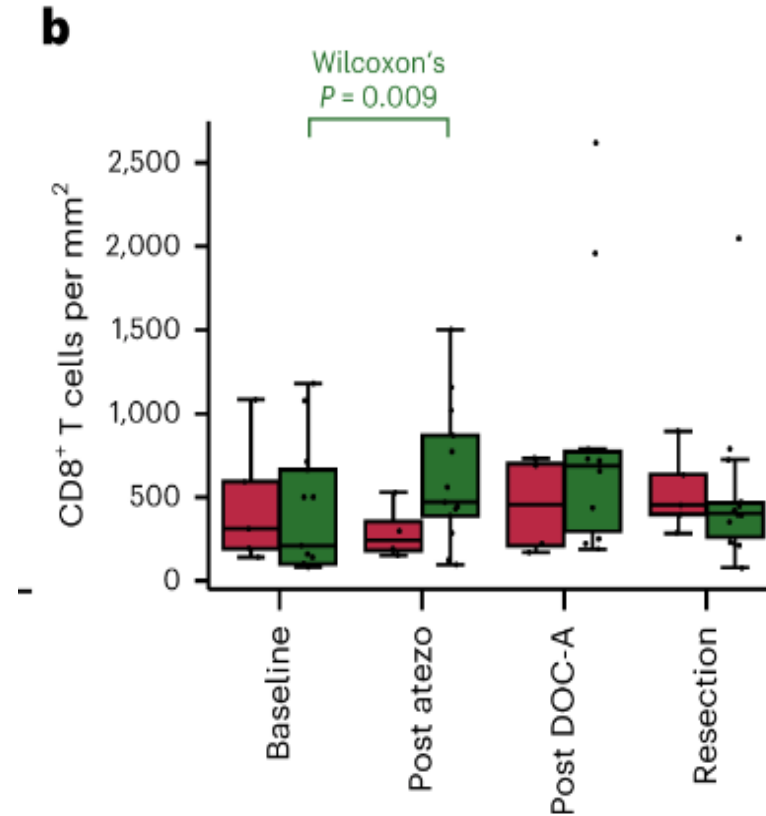 b
Wilcoxon's
P = 0.009
CD8⁺ T cells per mm²
2,500
2,000
1,500
1,000
500
0
Baseline
Post atezo
Post DOC-A
Resection